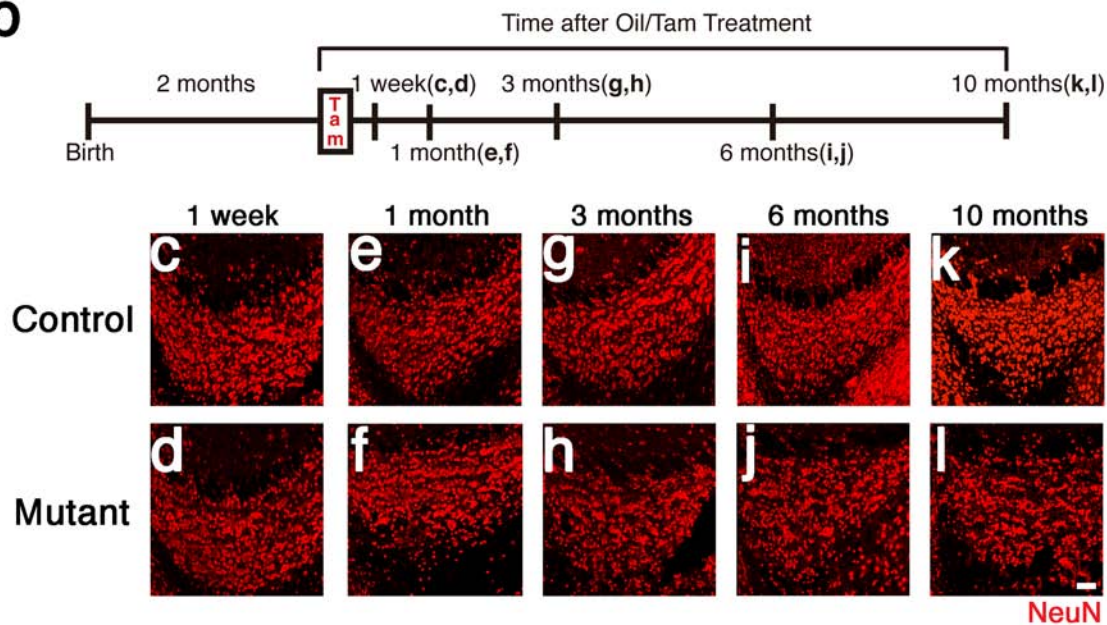 b
Time after Oil/Tam Treatment
2 months
1 week(c,d)
3 months(g,h)
10 months(k,l)
Tam
Birth
1 month(e,f)
6 months(i,j)
1 week
1 month
3 months
6 months
10 months
c
e
g
i
k
Control
d
f
h
j
l
Mutant
NeuN